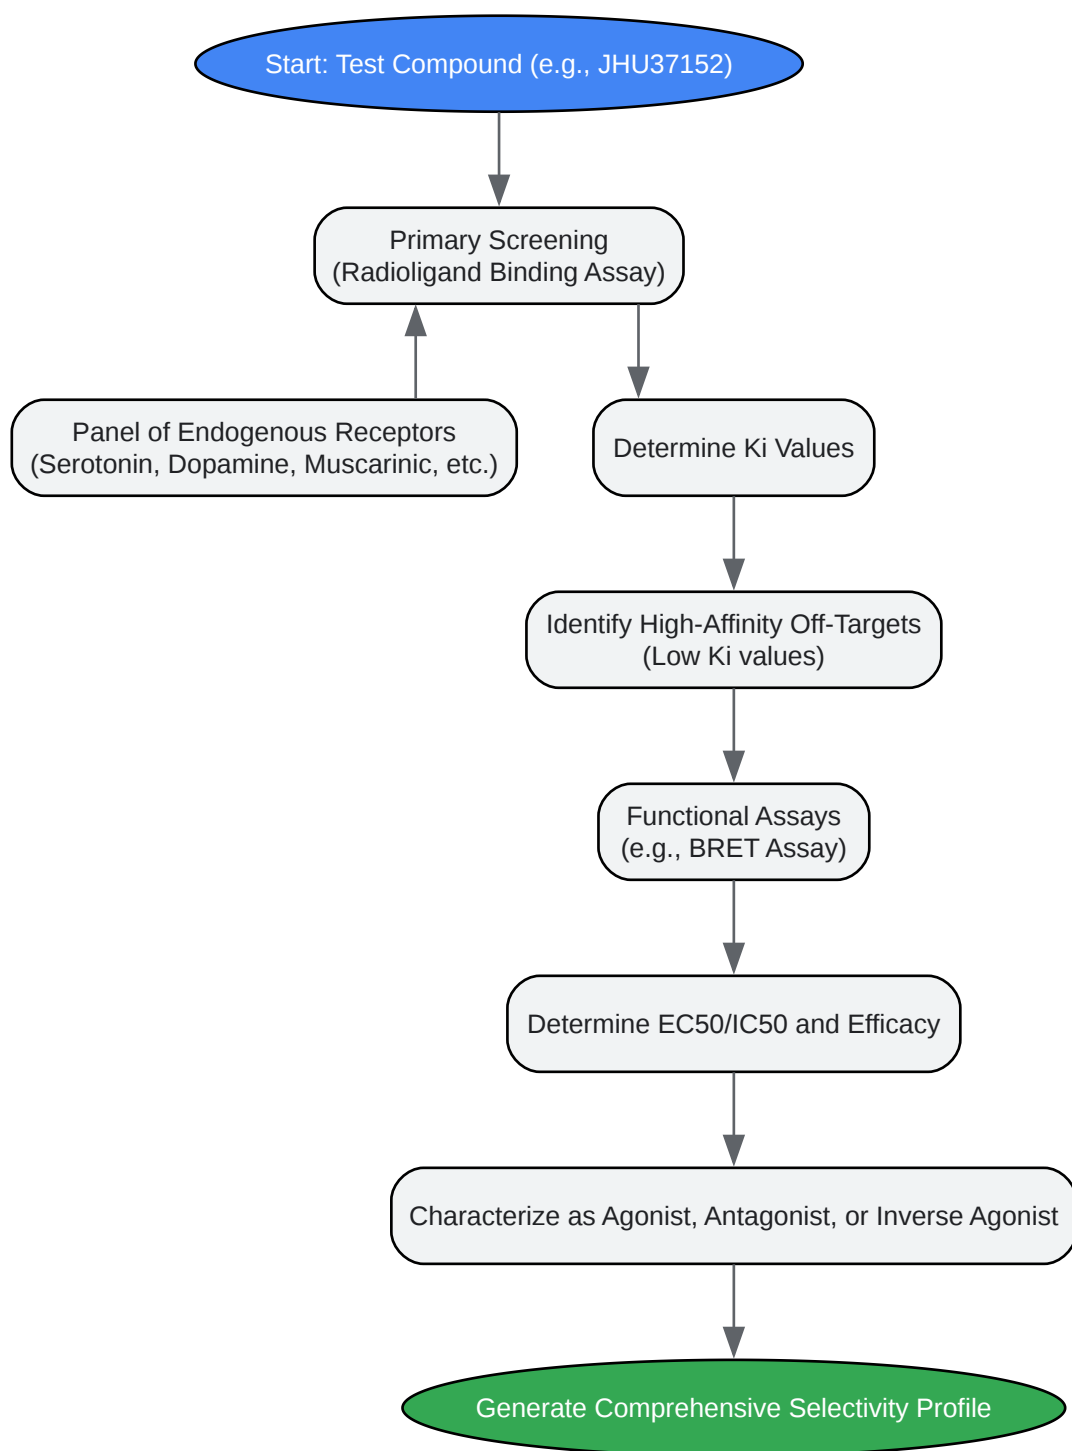 Start: Test Compound (e.g., JHU37152)
Primary Screening
(Radioligand Binding Assay)
Panel of Endogenous Receptors
(Serotonin, Dopamine, Muscarinic, etc.)
Determine Ki Values
Identify High-Affinity Off-Targets
(Low Ki values)
Functional Assays
(e.g., BRET Assay)
Determine EC50/IC50 and Efficacy
Characterize as Agonist, Antagonist, or Inverse Agonist
Generate Comprehensive Selectivity Profile